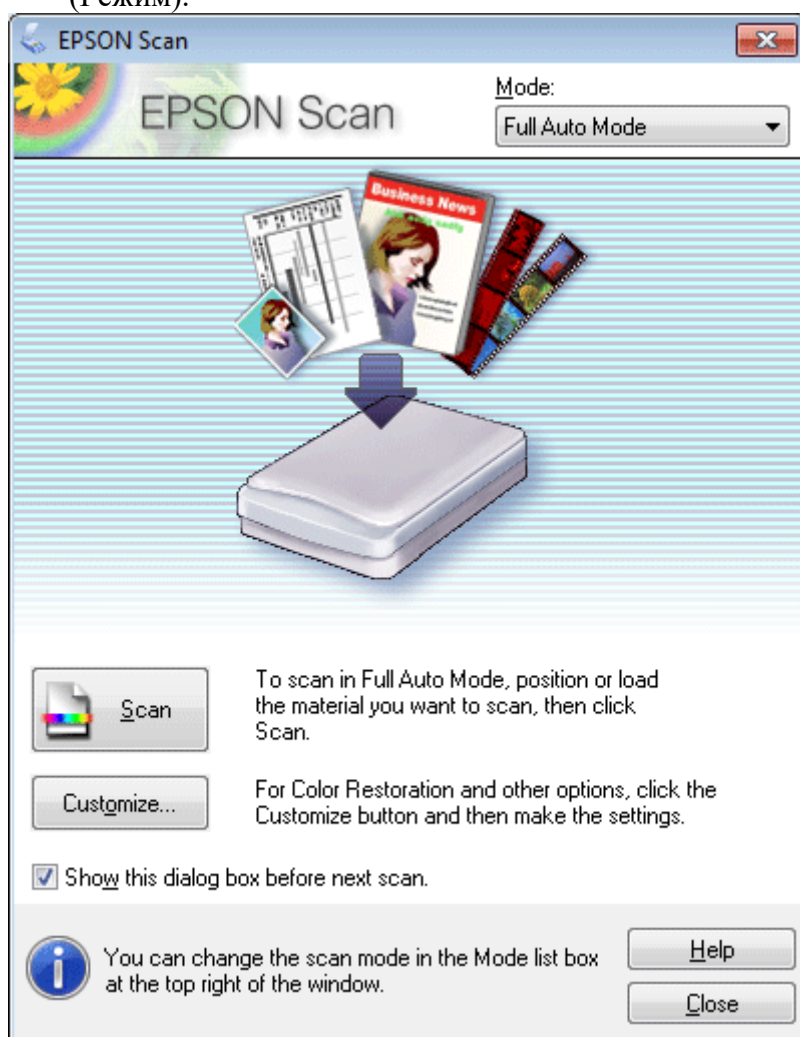 (Режим).
EPSON Scan
EPSON Scan
Mode:
Full Auto Mode
Business News
Scan
To scan in Full Auto Mode, position or load
the material you want to scan, then click
Scan.
Customize...
For Color Restoration and other options, click the
Customize button and then make the settings.
Show this dialog box before next scan.
You can change the scan mode in the Mode list box
at the top right of the window.
Help
Close